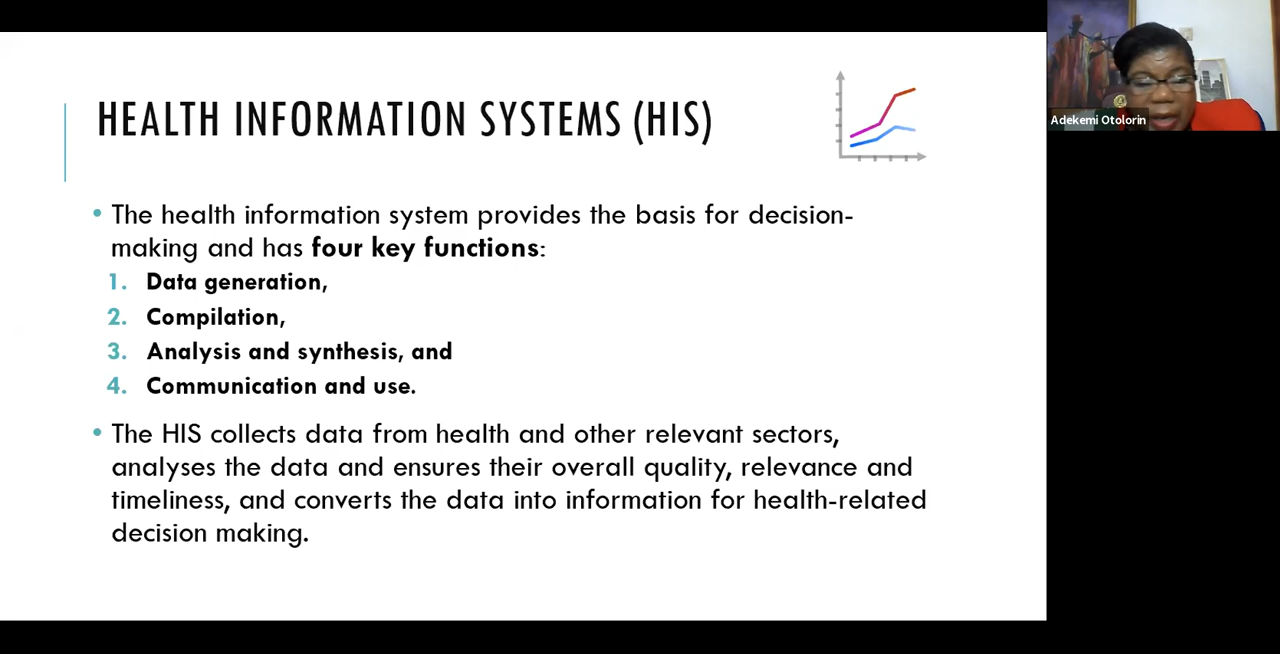 HEALTH INFORMATION SYSTEMS (HIS)
• The health information system provides the basis for decision-
making and has four key functions:
1. Data generation,
2. Compilation,
3. Analysis and synthesis, and
4. Communication and use.
• The HIS collects data from health and other relevant sectors,
analyses the data and ensures their overall quality, relevance and
timeliness, and converts the data into information for health-related
decision making.
Adekemi Otolorin